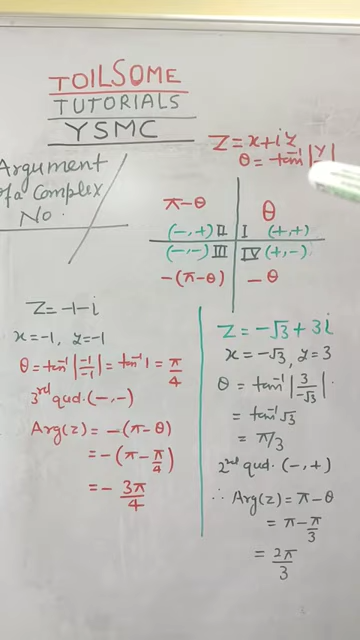 TOILSOME
TUTORIALS
YSMC
Argument
of a Complex
No.
Z=x+iy
θ=tan⁻¹|y/
π-θ
θ
(-,+) II
I (+,+)
(-,-) III
IV (+,-)
-(π-θ)
-θ
Z=-1-i
x=-1, y=-1
θ=tan⁻¹|-1/-1|=tan⁻¹1=π/4
3rd qud.(-,-)
Arg(z)=-(π-θ)
=-(π-π/4)
=-3π/4
Z=-√3+3i
x=-√3, y=3
θ=tan⁻¹|3/-√3|
=tan⁻¹√3
=π/3
2nd qud.(-,+)
∴ Arg(z)=π-θ
=π-π/3
=2π/3